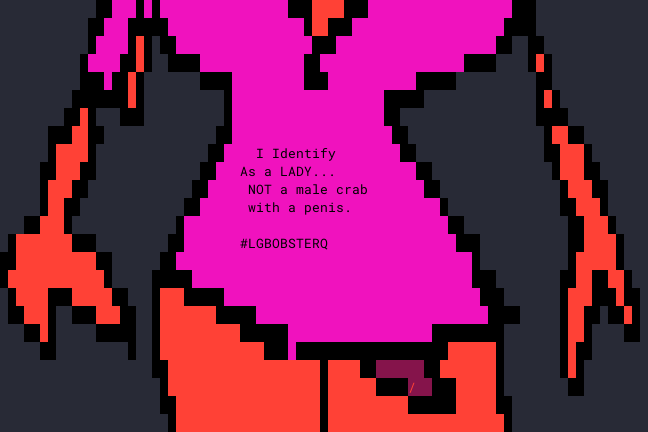 I Identify
As a LADY...
NOT a male crab
with a penis.
#LGBOBSTERQ
/